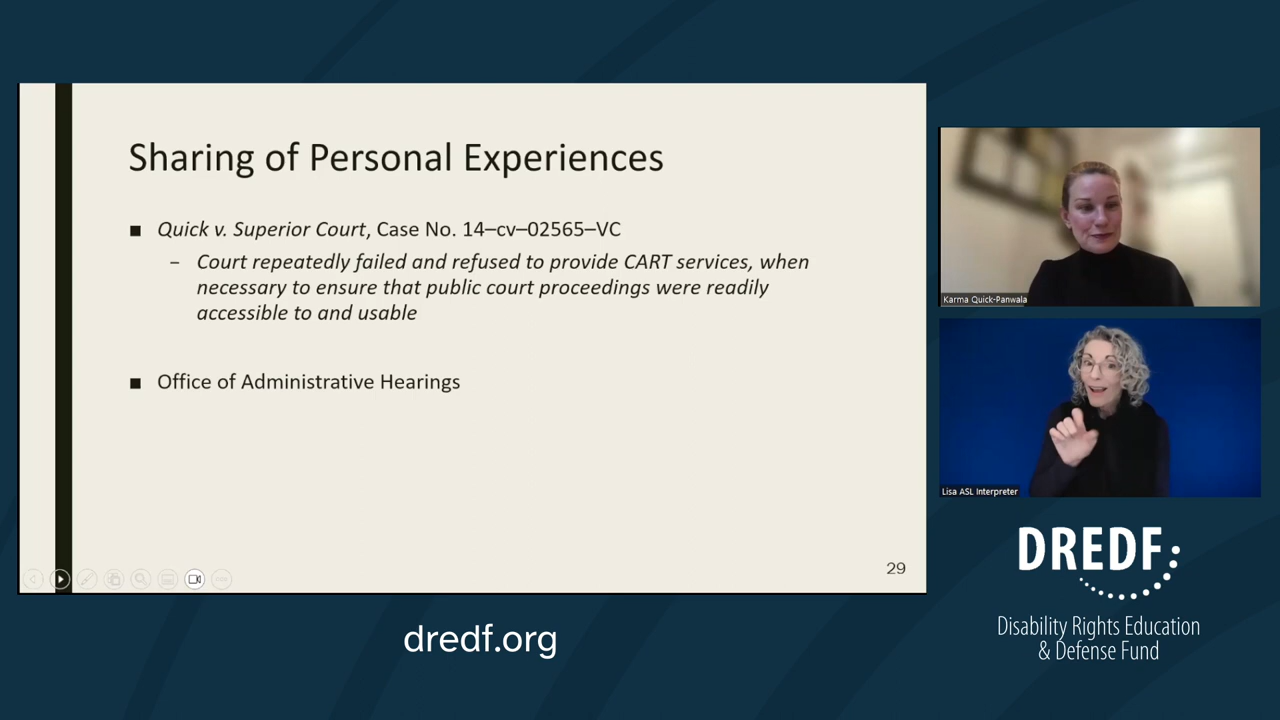 Sharing of Personal Experiences
■ Quick v. Superior Court, Case No. 14–cv–02565–VC
– Court repeatedly failed and refused to provide CART services, when
necessary to ensure that public court proceedings were readily
accessible to and usable
■ Office of Administrative Hearings
29
Karma Quick-Panwala
Lisa ASL Interpreter
DREDF
Disability Rights Education
& Defense Fund
dredf.org